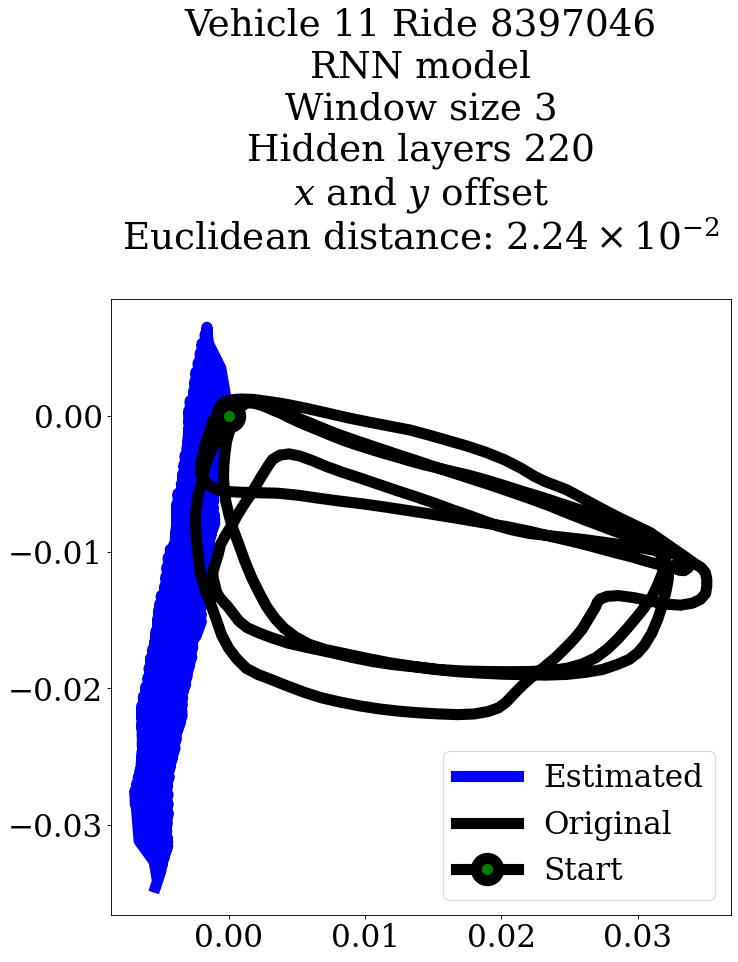 Vehicle 11 Ride 8397046
RNN model
Window size 3
Hidden layers 220
x and y offset
Euclidean distance: 2.24 × 10⁻²
0.00
−0.01
−0.02
−0.03
Estimated
Original
Start
0.00 0.01 0.02 0.03